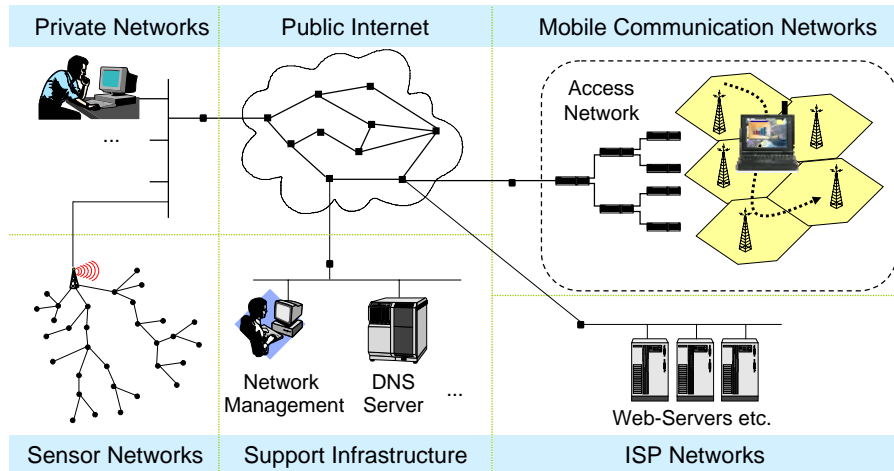 Private Networks
Public Internet
Mobile Communication Networks
Access
Network
...
Network
Management
DNS
Server
...
Web-Servers etc.
Sensor Networks
Support Infrastructure
ISP Networks